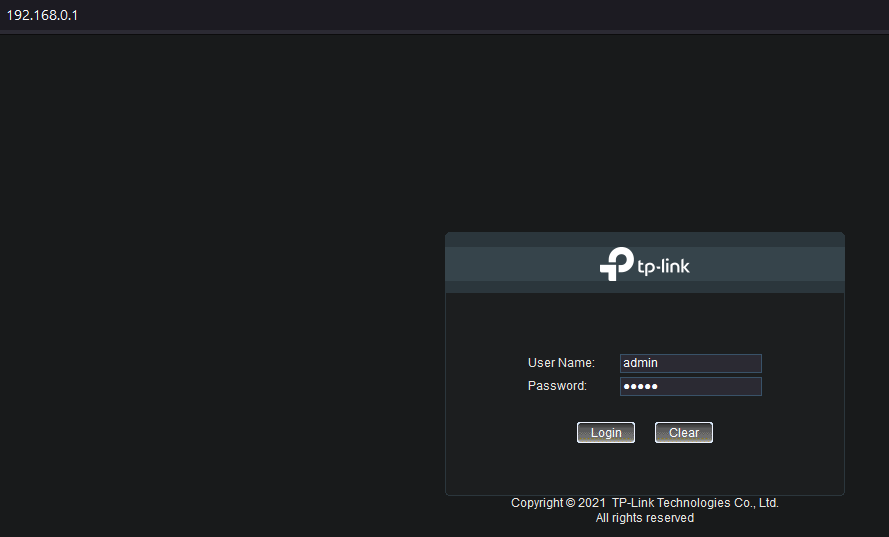 192.168.0.1
tp-link
User Name: admin
Password: •••••
Login Clear
Copyright © 2021 TP-Link Technologies Co., Ltd.
All rights reserved